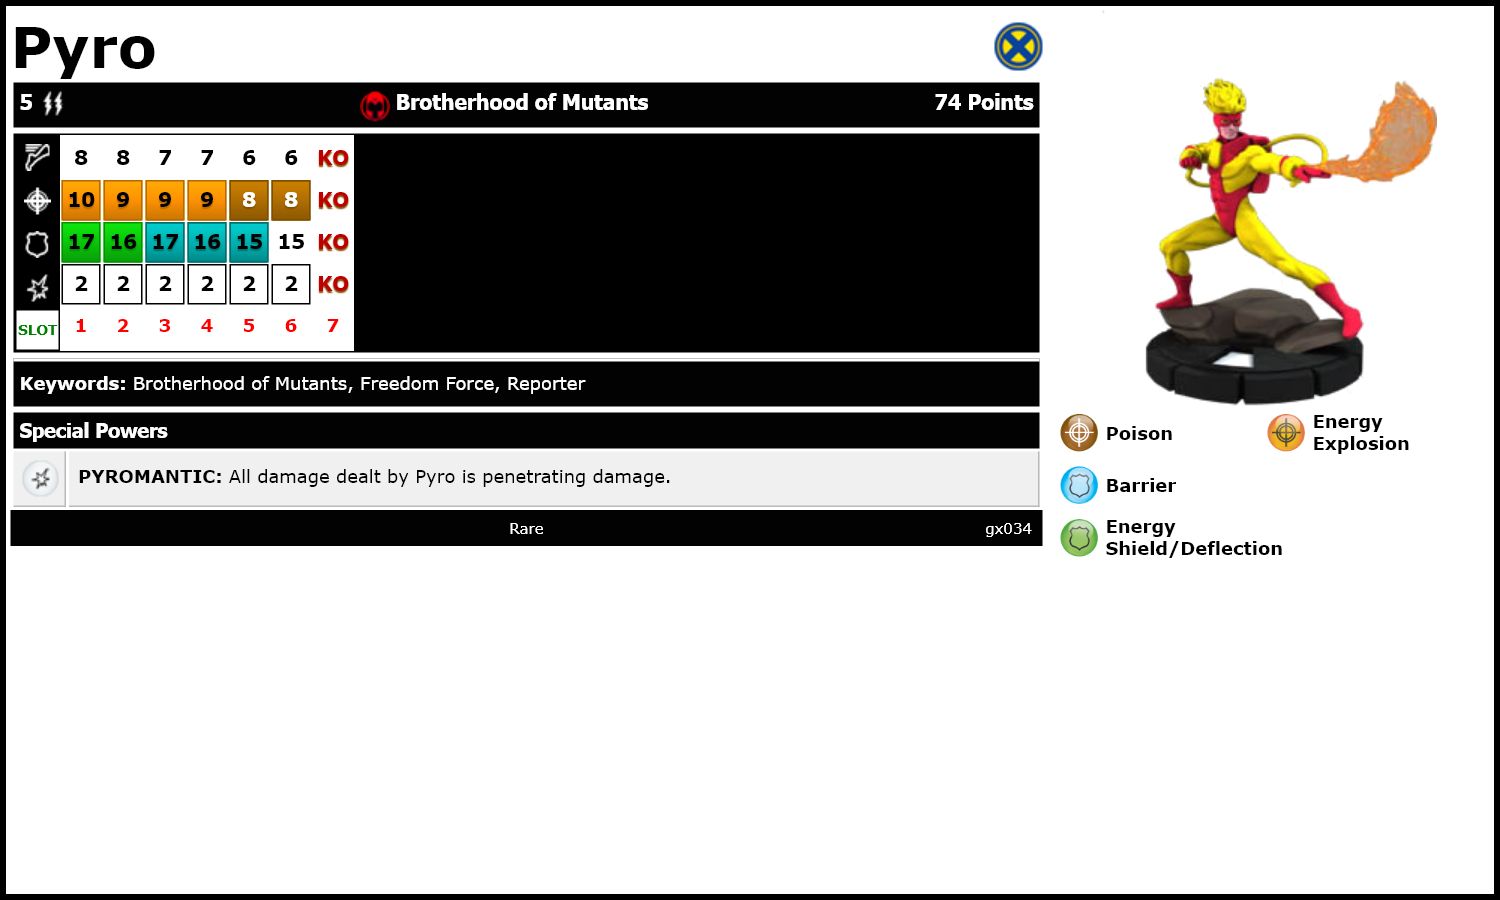 Pyro
5 Brotherhood of Mutants 74 Points
8 8 7 7 6 6 KO
10 9 9 9 8 8 KO
17 16 17 16 15 15 KO
2 2 2 2 2 2 KO
SLOT 1 2 3 4 5 6 7
Keywords: Brotherhood of Mutants, Freedom Force, Reporter
Special Powers
PYROMANTIC: All damage dealt by Pyro is penetrating damage.
Rare gx034
Poison
Energy
Explosion
Barrier
Energy
Shield/Deflection